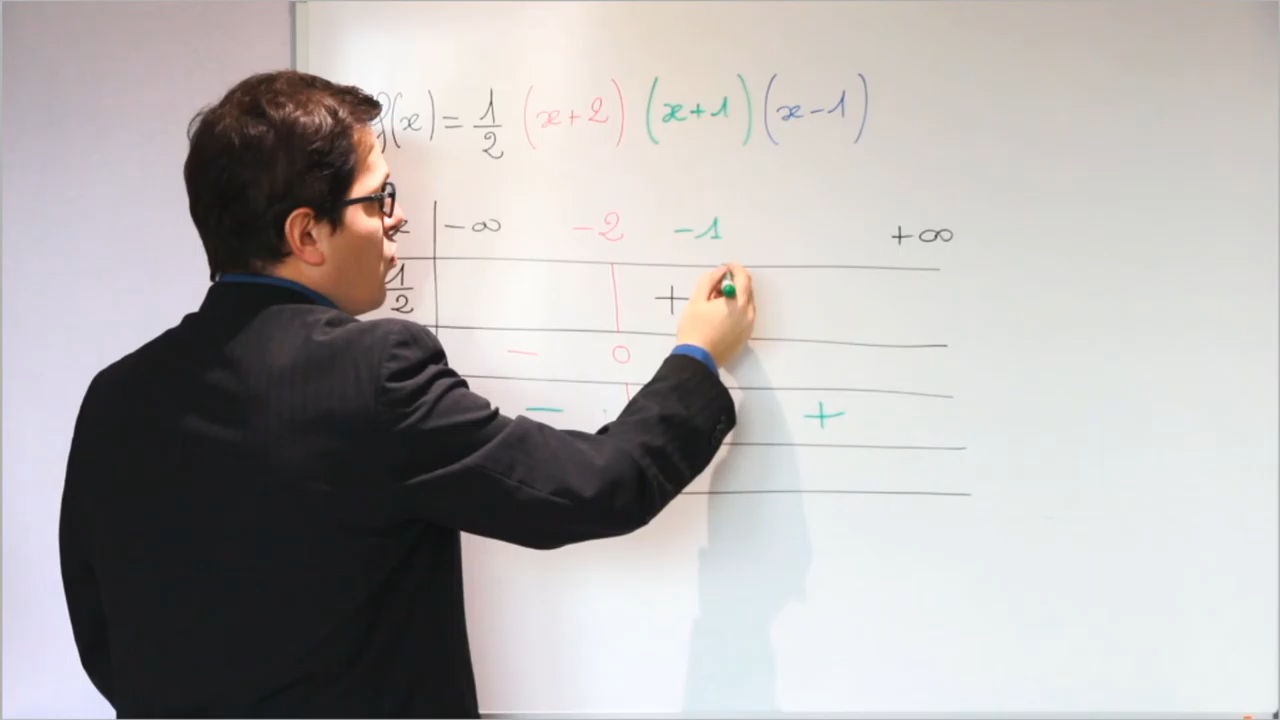 f(x) = 1/2 (x+2) (x+1) (x-1)
x -∞ -2 -1 +∞
1/2 +
- 0
- +